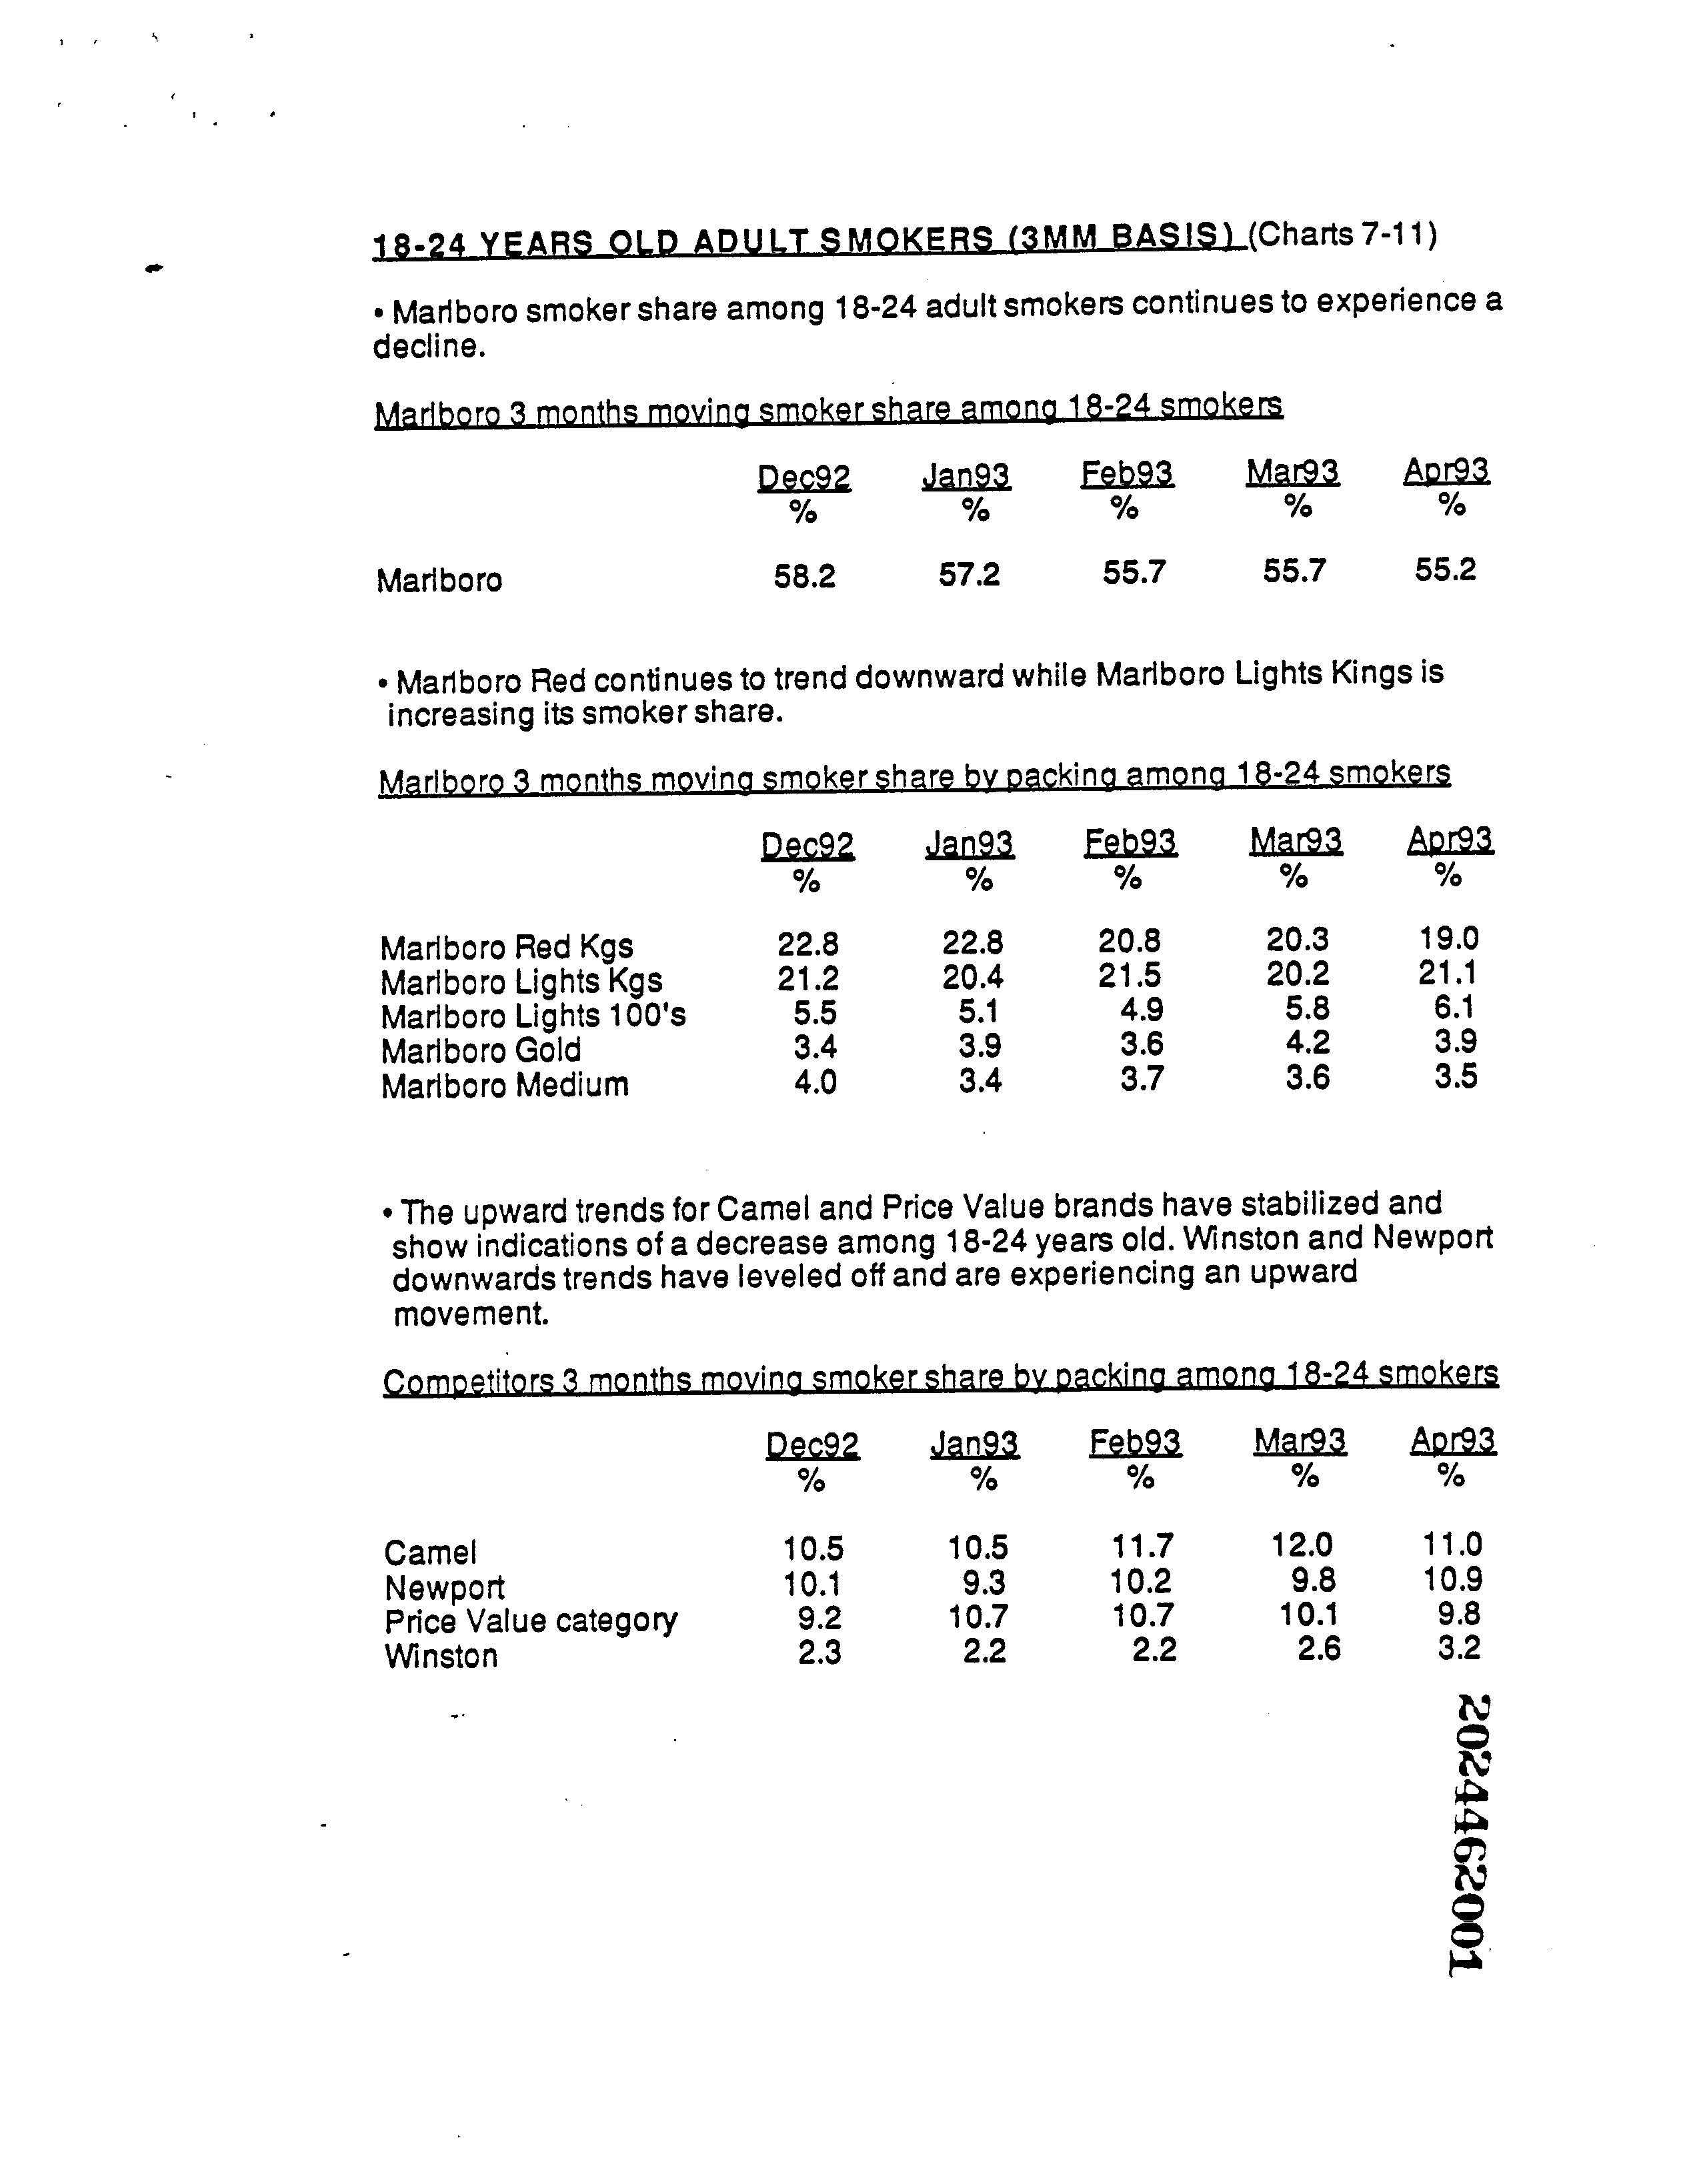 18-24 YEARS OLD ADULT SMOKERS (3MM BASIS) (Charts 7-11)
• Marlboro smoker share among 18-24 adult smokers continues to experience a
decline.
Marlboro 3 months moving smoker share among 18-24 smokers
Dec92 Jan93 Feb93 Mar93 Apr93
% % % % %
Marlboro 58.2 57.2 55.7 55.7 55.2
• Marlboro Red continues to trend downward while Marlboro Lights Kings is
increasing its smoker share.
Marlboro 3 months moving smoker share by packing among 18-24 smokers
Dec92 Jan93 Feb93 Mar93 Apr93
% % % % %
Marlboro Red Kgs 22.8 22.8 20.8 20.3 19.0
Marlboro Lights Kgs 21.2 20.4 21.5 20.2 21.1
Marlboro Lights 100's 5.5 5.1 4.9 5.8 6.1
Marlboro Gold 3.4 3.9 3.6 4.2 3.9
Marlboro Medium 4.0 3.4 3.7 3.6 3.5
• The upward trends for Camel and Price Value brands have stabilized and
show indications of a decrease among 18-24 years old. Winston and Newport
downwards trends have leveled off and are experiencing an upward
movement.
Competitors 3 months moving smoker share by packing among 18-24 smokers
Dec92 Jan93 Feb93 Mar93 Apr93
% % % % %
Camel 10.5 10.5 11.7 12.0 11.0
Newport 10.1 9.3 10.2 9.8 10.9
Price Value category 9.2 10.7 10.7 10.1 9.8
Winston 2.3 2.2 2.2 2.6 3.2
2024462001